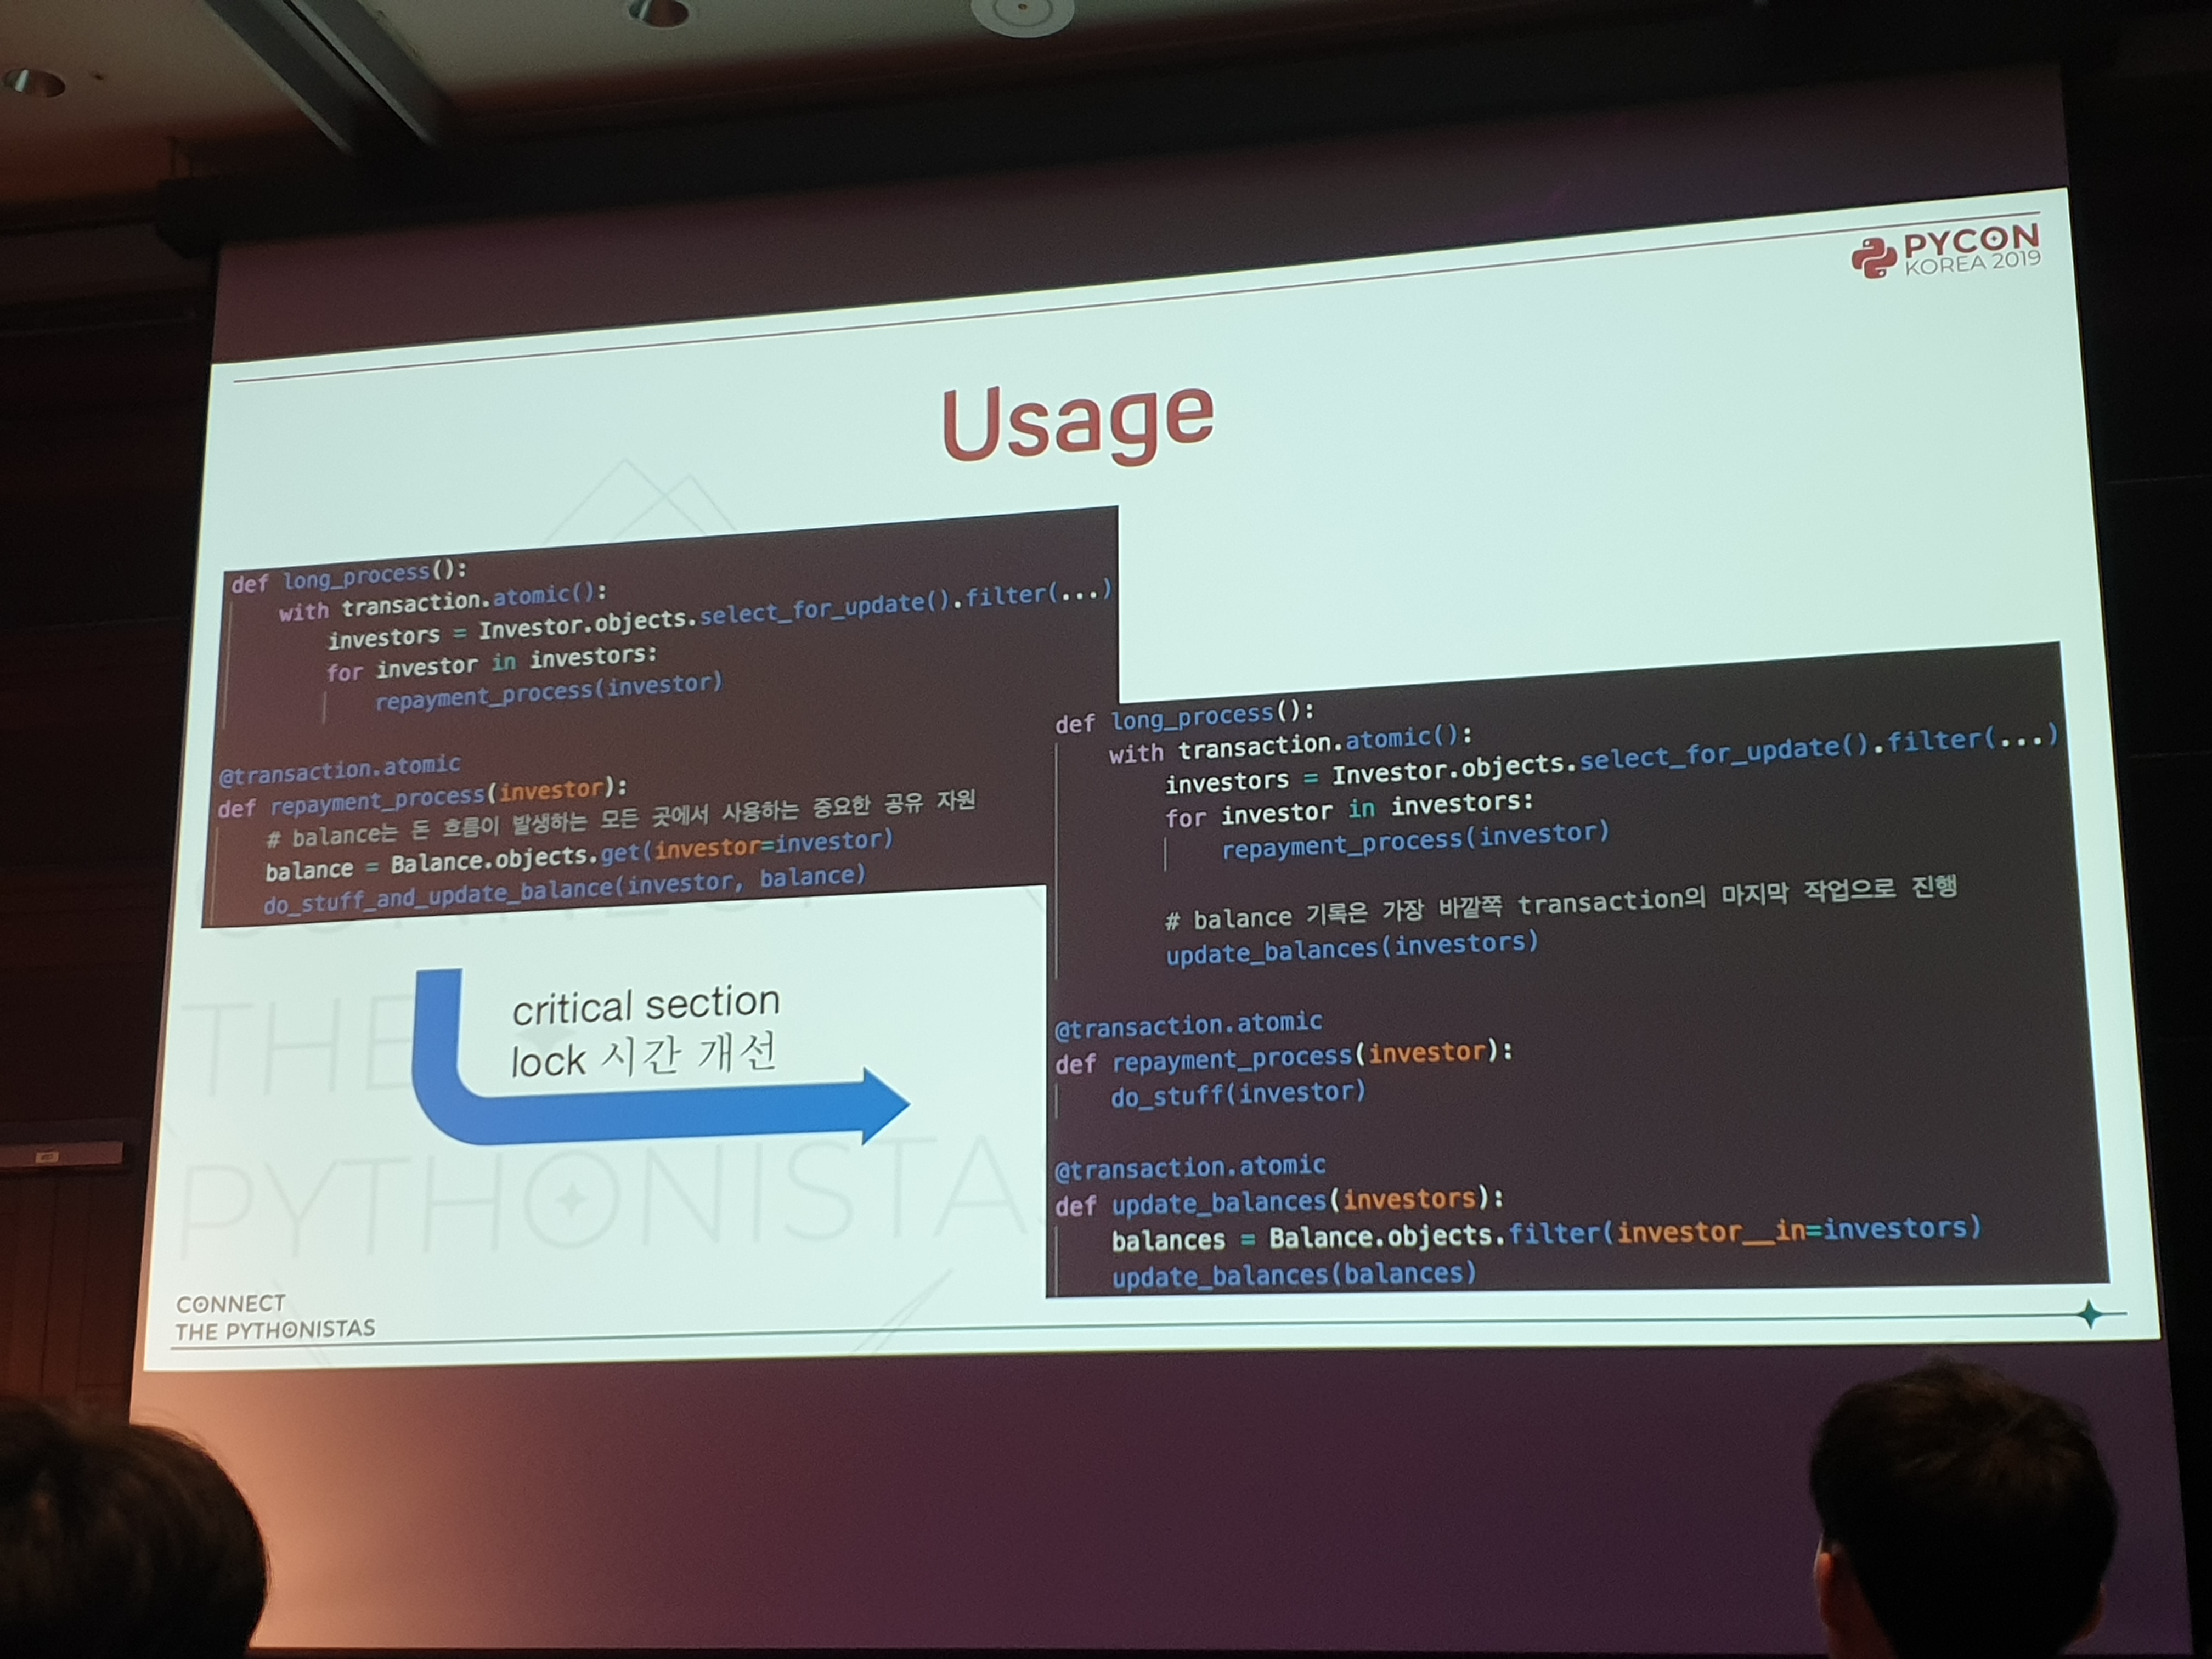 PYCON
KOREA 2019
Usage
def long_process():
    with transaction.atomic():
        investors = Investor.objects.select_for_update().filter(...)
        for investor in investors:
            repayment_process(investor)
@transaction.atomic
def repayment_process(investor):
    # balance는 돈 흐름이 발생하는 모든 곳에서 사용하는 중요한 공유 자원
    balance = Balance.objects.get(investor=investor)
    do_stuff_and_update_balance(investor, balance)
critical section
lock 시간 개선
def long_process():
    with transaction.atomic():
        investors = Investor.objects.select_for_update().filter(...)
        for investor in investors:
            repayment_process(investor)
        # balance 기록은 가장 바깥쪽 transaction의 마지막 작업으로 진행
        update_balances(investors)
@transaction.atomic
def repayment_process(investor):
    do_stuff(investor)
@transaction.atomic
def update_balances(investors):
    balances = Balance.objects.filter(investor__in=investors)
    update_balances(balances)
THE
PYTHONISTAS
CONNECT
THE PYTHONISTAS